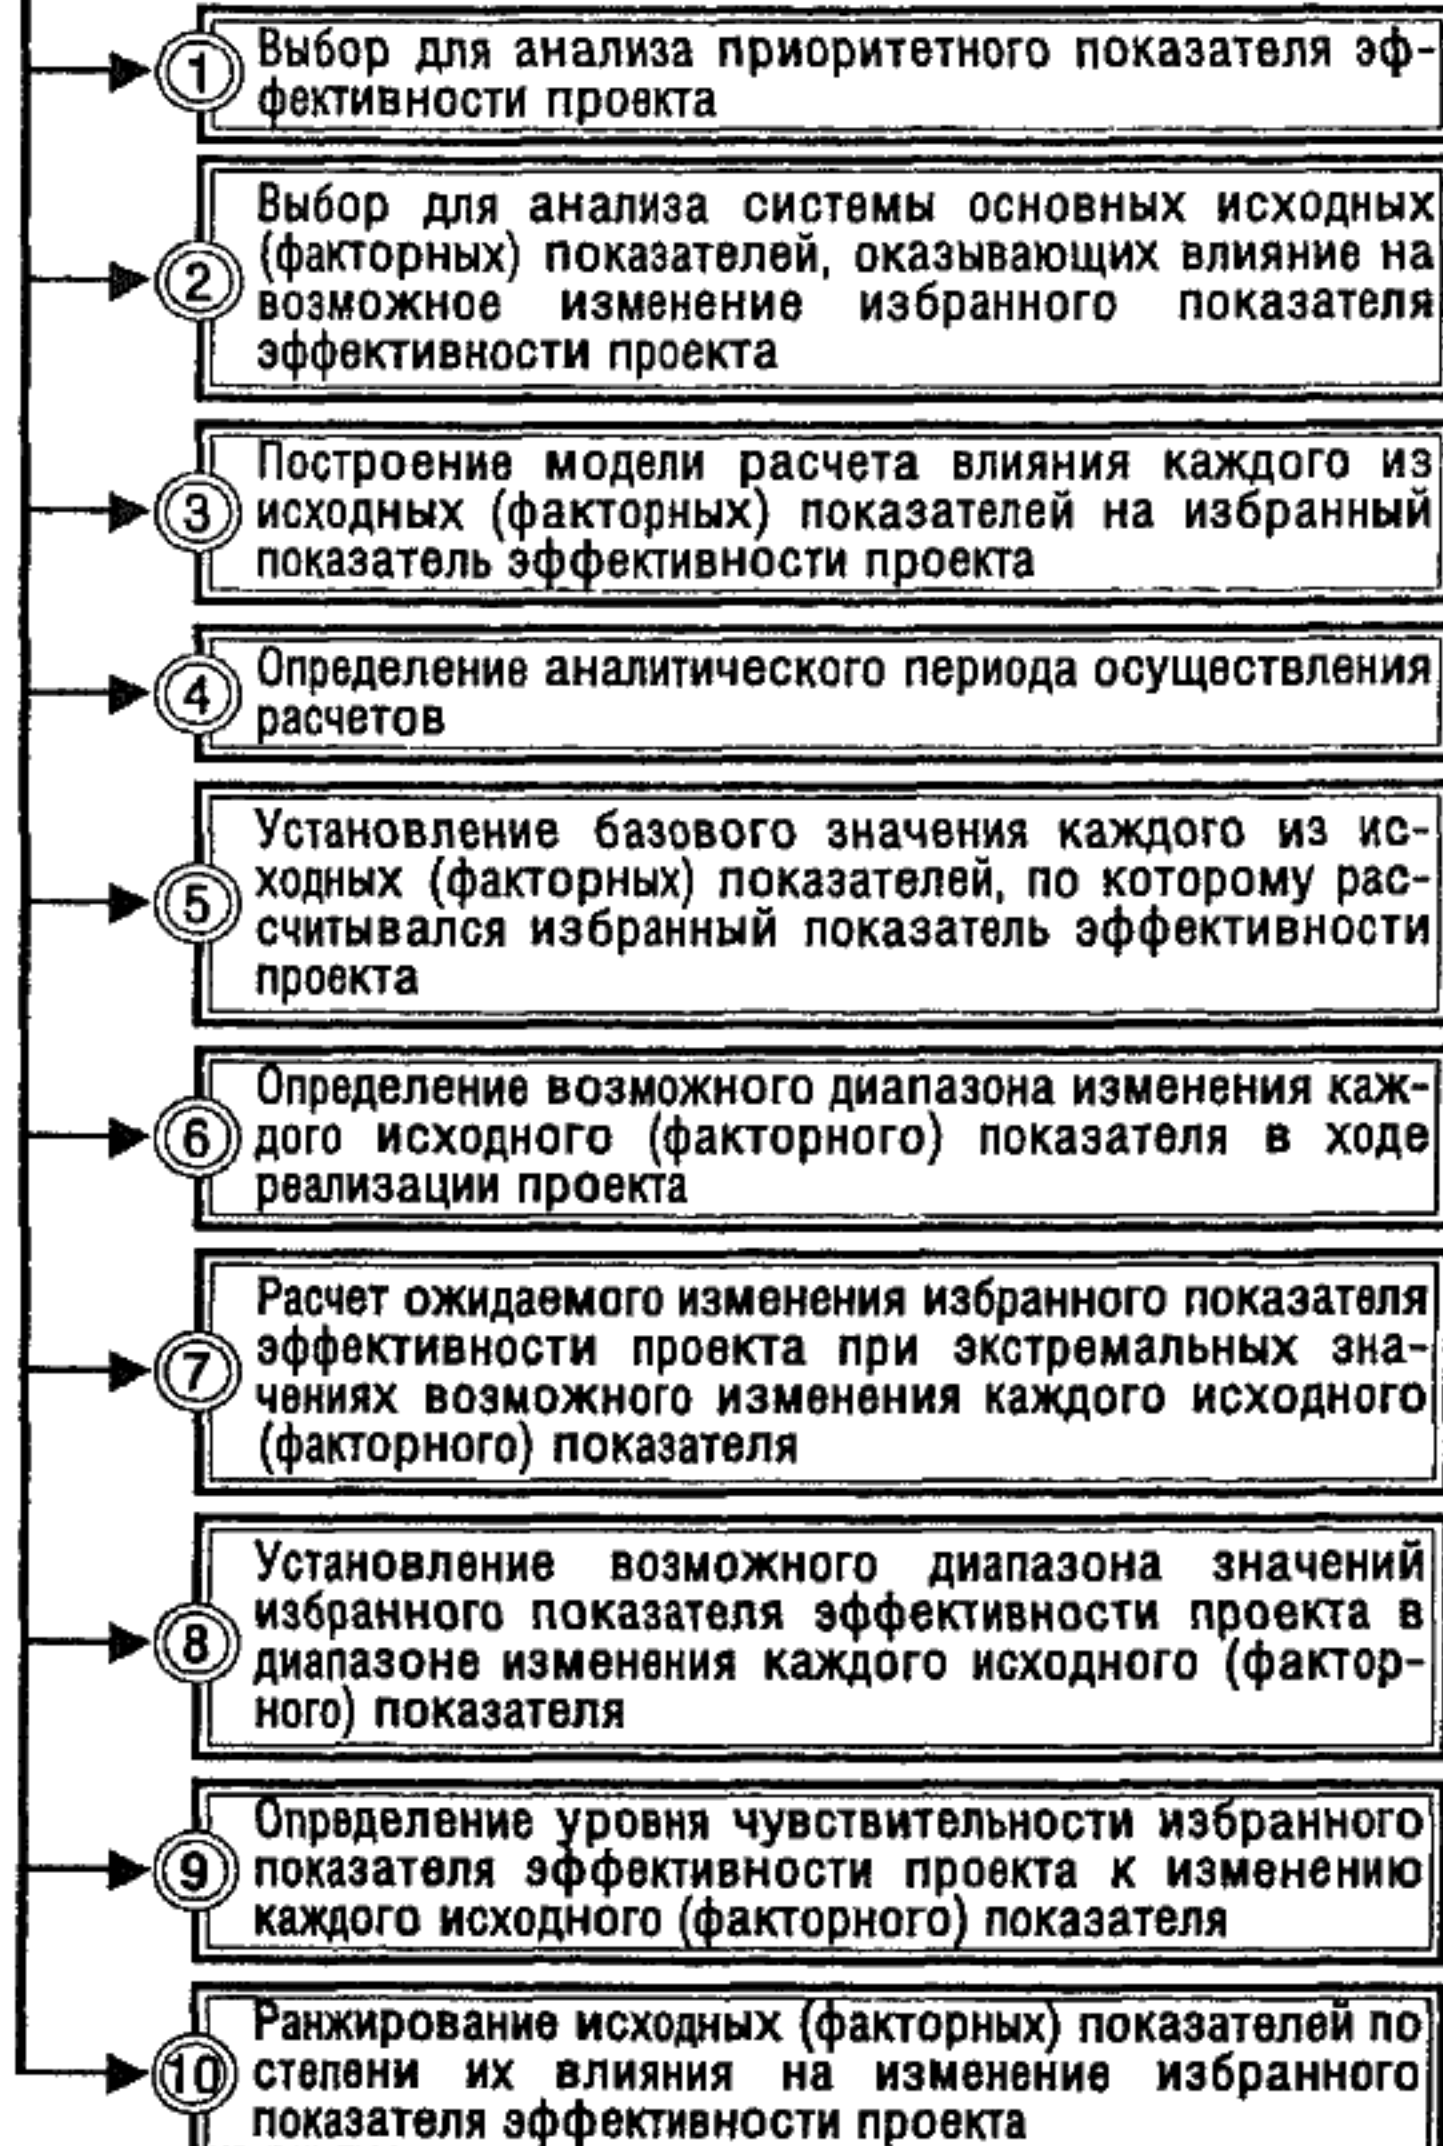 1
Выбор для анализа приоритетного показателя эф-
фективности проекта
2
Выбор для анализа системы основных исходных
(факторных) показателей, оказывающих влияние на
возможное изменение избранного показателя
эффективности проекта
3
Построение модели расчета влияния каждого из
исходных (факторных) показателей на избранный
показатель эффективности проекта
4
Определение аналитического периода осуществления
расчетов
5
Установление базового значения каждого из ис-
ходных (факторных) показателей, по которому рас-
считывался избранный показатель эффективности
проекта
6
Определение возможного диапазона изменения каж-
дого исходного (факторного) показателя в ходе
реализации проекта
7
Расчет ожидаемого изменения избранного показателя
эффективности проекта при экстремальных зна-
чениях возможного изменения каждого исходного
(факторного) показателя
8
Установление возможного диапазона значений
избранного показателя эффективности проекта в
диапазоне изменения каждого исходного (фактор-
ного) показателя
9
Определение уровня чувствительности избранного
показателя эффективности проекта к изменению
каждого исходного (факторного) показателя
10
Ранжирование исходных (факторных) показателей по
степени их влияния на изменение избранного
показателя эффективности проекта